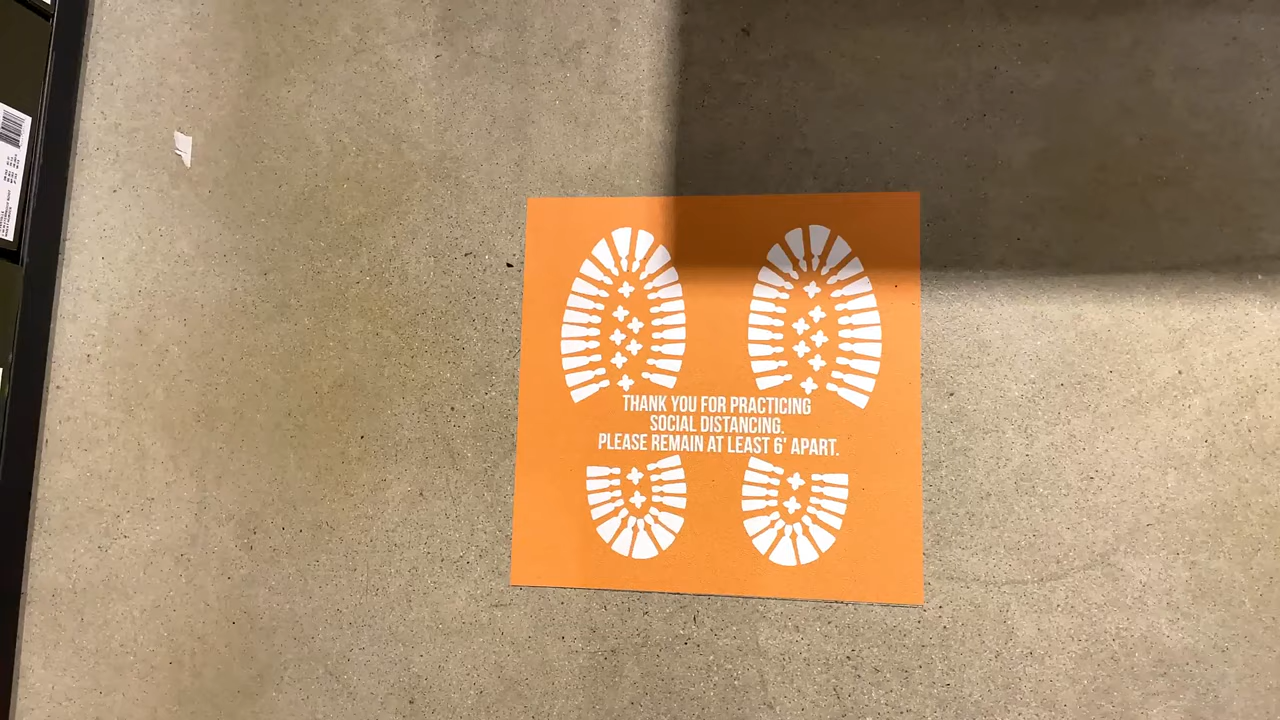 THANK YOU FOR PRACTICING
SOCIAL DISTANCING.
PLEASE REMAIN AT LEAST 6' APART.